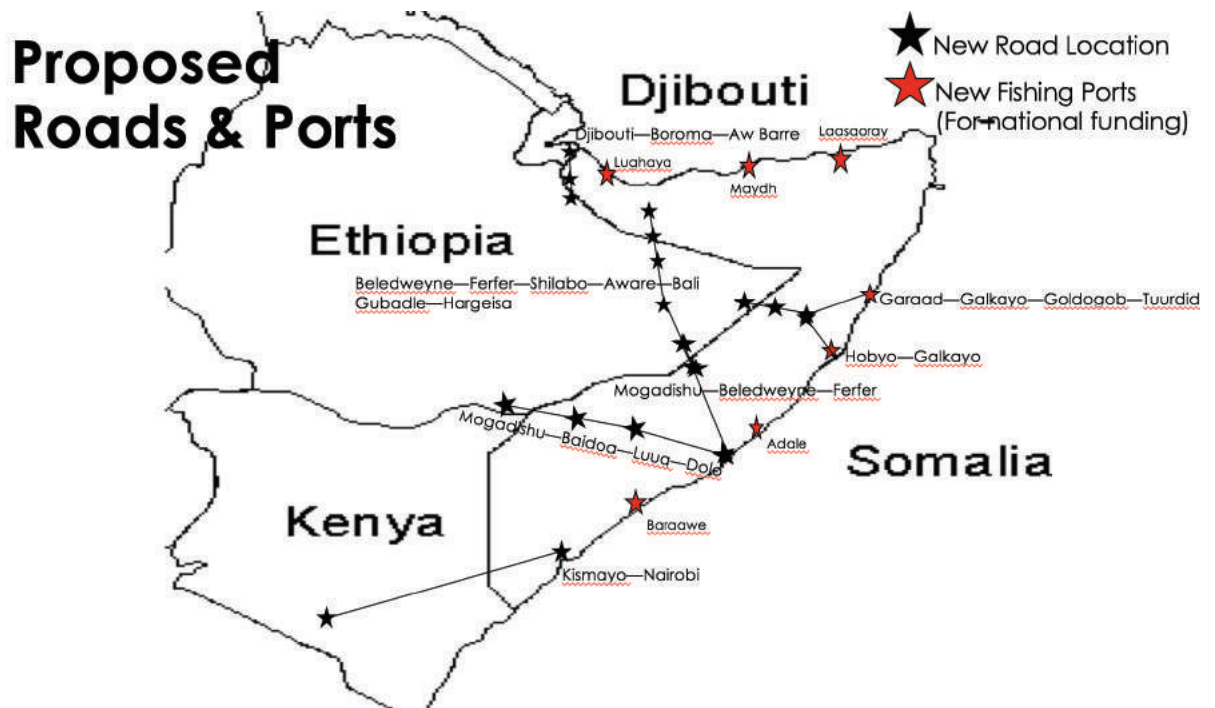 Proposed
Roads & Ports
New Road Location
New Fishing Ports
(For national funding)
Djibouti
Djibouti—Boroma—Aw Barre
Laasqoray
Lughaya
Maydh
Ethiopia
Beledweyne—Ferfer—Shilabo—Aware—Bali
Gubadle—Hargeisa
Garaad—Galkayo—Goldogob—Tuurdid
Hobyo—Galkayo
Mogadishu—Beledweyne—Ferfer
Mogadishu—Baidoa—Luuq—Dolo
Adale
Somalia
Kenya
Baraawe
Kismayo—Nairobi